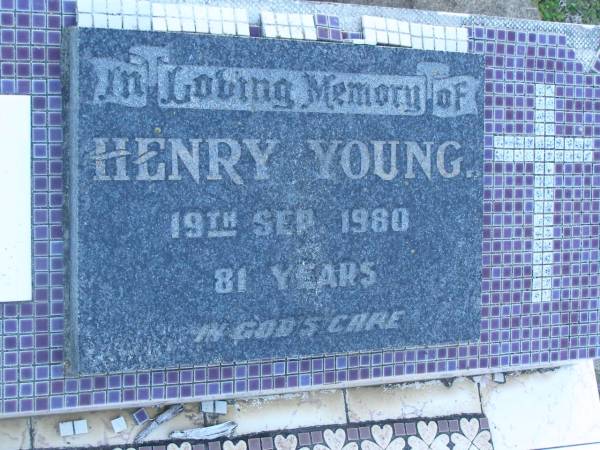 In Loving Memory of
HENRY YOUNG.
19TH SEP. 1980
81 YEARS
IN GOD'S CARE